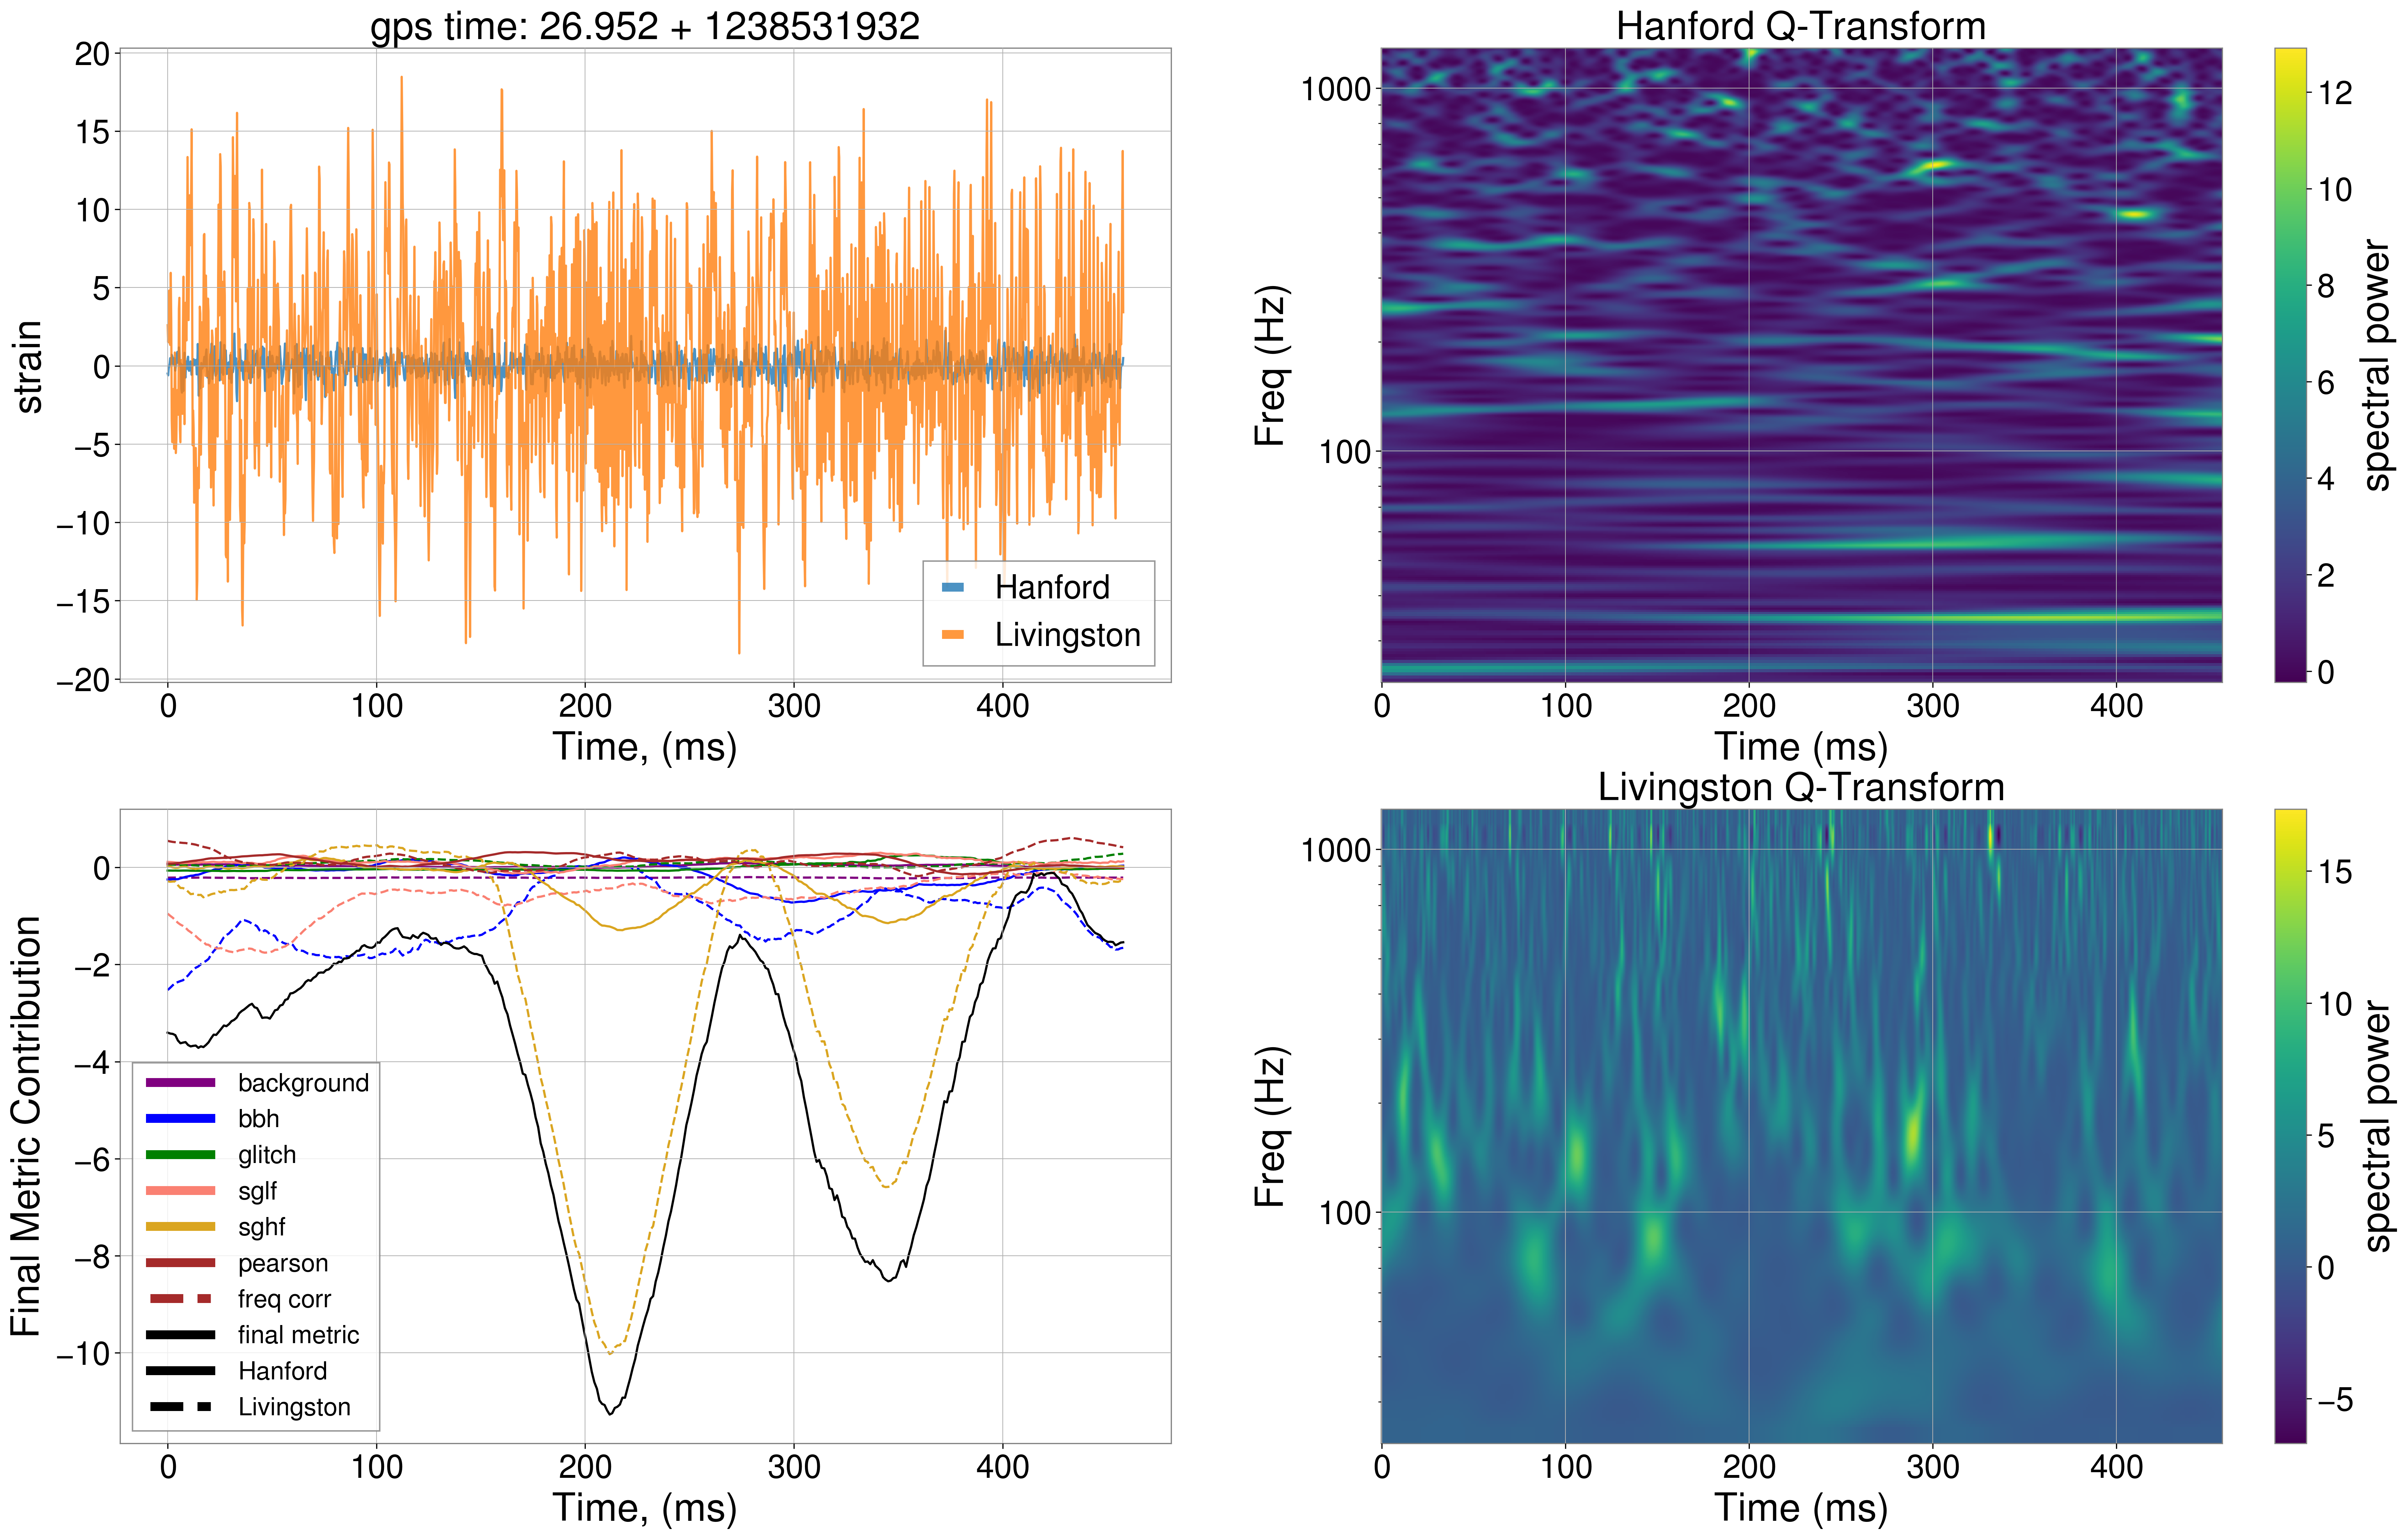 gps time: 26.952 + 1238531932
20
15
10
5
0
−5
−10
−15
−20
strain
0 100 200 300 400
Time, (ms)
Hanford
Livingston
Hanford Q-Transform
1000
100
Freq (Hz)
0 100 200 300 400
Time (ms)
12
10
8
6
4
2
0
spectral power
0
−2
−4
−6
−8
−10
Final Metric Contribution
background
bbh
glitch
sglf
sghf
pearson
freq corr
final metric
Hanford
Livingston
0 100 200 300 400
Time, (ms)
Livingston Q-Transform
1000
100
Freq (Hz)
0 100 200 300 400
Time (ms)
15
10
5
0
−5
spectral power